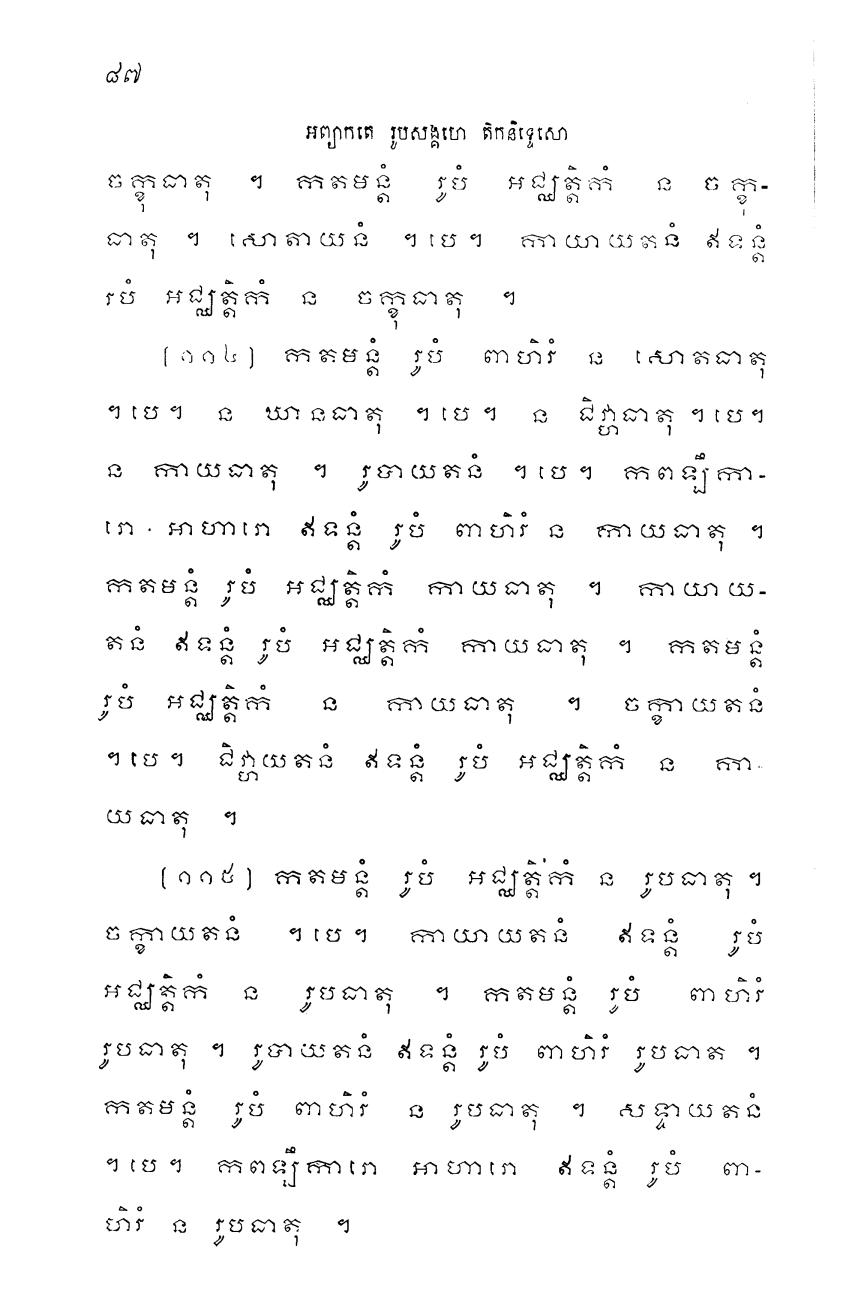 ៨៧
អព្យាកតេ រូបសង្គហេ តិកនិទ្ទេសោ
ចក្ខុធាតុ ។ កតមន្តំ រូបំ អជ្ឈត្តិកំ ន ចក្ខុ-
ធាតុ ។ សោតាយនំ ។បេ។ កាយាយតនំ ឥទន្តំ
រូបំ អជ្ឈត្តិកំ ន ចក្ខុធាតុ ។
[១១៤] កតមន្តំ រូបំ ពាហិរំ ន សោតធាតុ
។បេ។ ន ឃានធាតុ ។បេ។ ន ជិវ្ហាធាតុ ។បេ។
ន កាយធាតុ ។ រូបាយតនំ ។បេ។ កពឡឹកា-
រោ អាហារោ ឥទន្តំ រូបំ ពាហិរំ ន កាយធាតុ ។
កតមន្តំ រូបំ អជ្ឈត្តិកំ កាយធាតុ ។ កាយាយ-
តនំ ឥទន្តំ រូបំ អជ្ឈត្តិកំ កាយធាតុ ។ កតមន្តំ
រូបំ អជ្ឈត្តិកំ ន កាយធាតុ ។ ចក្ខាយតនំ
។បេ។ ជិវ្ហាយតនំ ឥទន្តំ រូបំ អជ្ឈត្តិកំ ន កា-
យធាតុ ។
[១១៥] កតមន្តំ រូបំ អជ្ឈត្តិកំ ន រូបធាតុ ។
ចក្ខាយតនំ ។បេ។ កាយាយតនំ ឥទន្តំ រូបំ
អជ្ឈត្តិកំ ន រូបធាតុ ។ កតមន្តំ រូបំ ពាហិរំ
រូបធាតុ ។ រូបាយតនំ ឥទន្តំ រូបំ ពាហិរំ រូបធាត ។
កតមន្តំ រូបំ ពាហិរំ ន រូបធាតុ ។ សទ្ទាយតនំ
។បេ។ កពឡឹការោ អាហារោ ឥទន្តំ រូបំ ពា-
ហិរំ ន រូបធាតុ ។